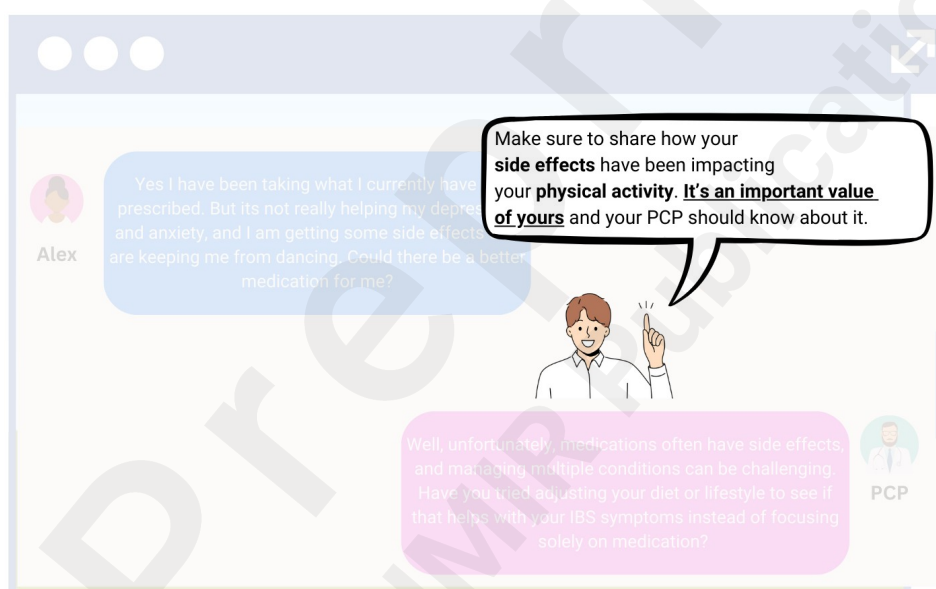 Make sure to share how your
side effects have been impacting
your physical activity. It's an important value
of yours and your PCP should know about it.
Yes I have been taking what I currently have
prescribed. But its not really helping my
and anxiety, and I am getting some side effects
are keeping me from dancing. Could there be a better
medication for me?
Alex
Well, unfortunately, medications often have side effects,
and managing multiple conditions can be challenging.
Have you tried adjusting your diet or lifestyle to see if
that helps with your IBS symptoms instead of focusing
solely on medication?
PCP